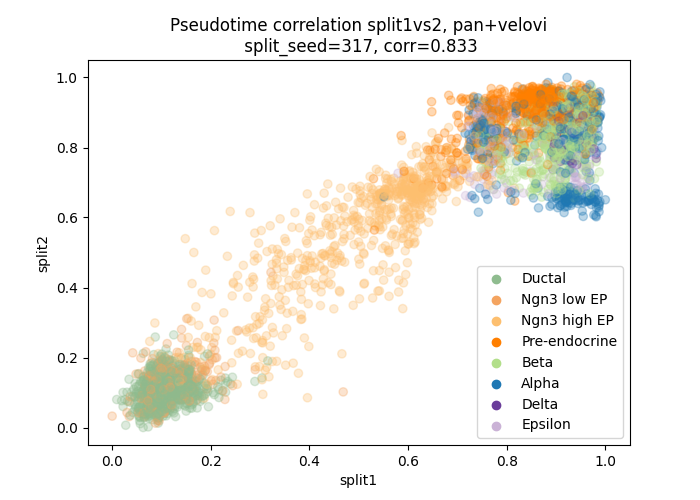 Pseudotime correlation split1vs2, pan+velovi
split_seed=317, corr=0.833
1.0
0.8
0.6
0.4
0.2
0.0
split2
0.0 0.2 0.4 0.6 0.8 1.0
split1
Ductal
Ngn3 low EP
Ngn3 high EP
Pre-endocrine
Beta
Alpha
Delta
Epsilon